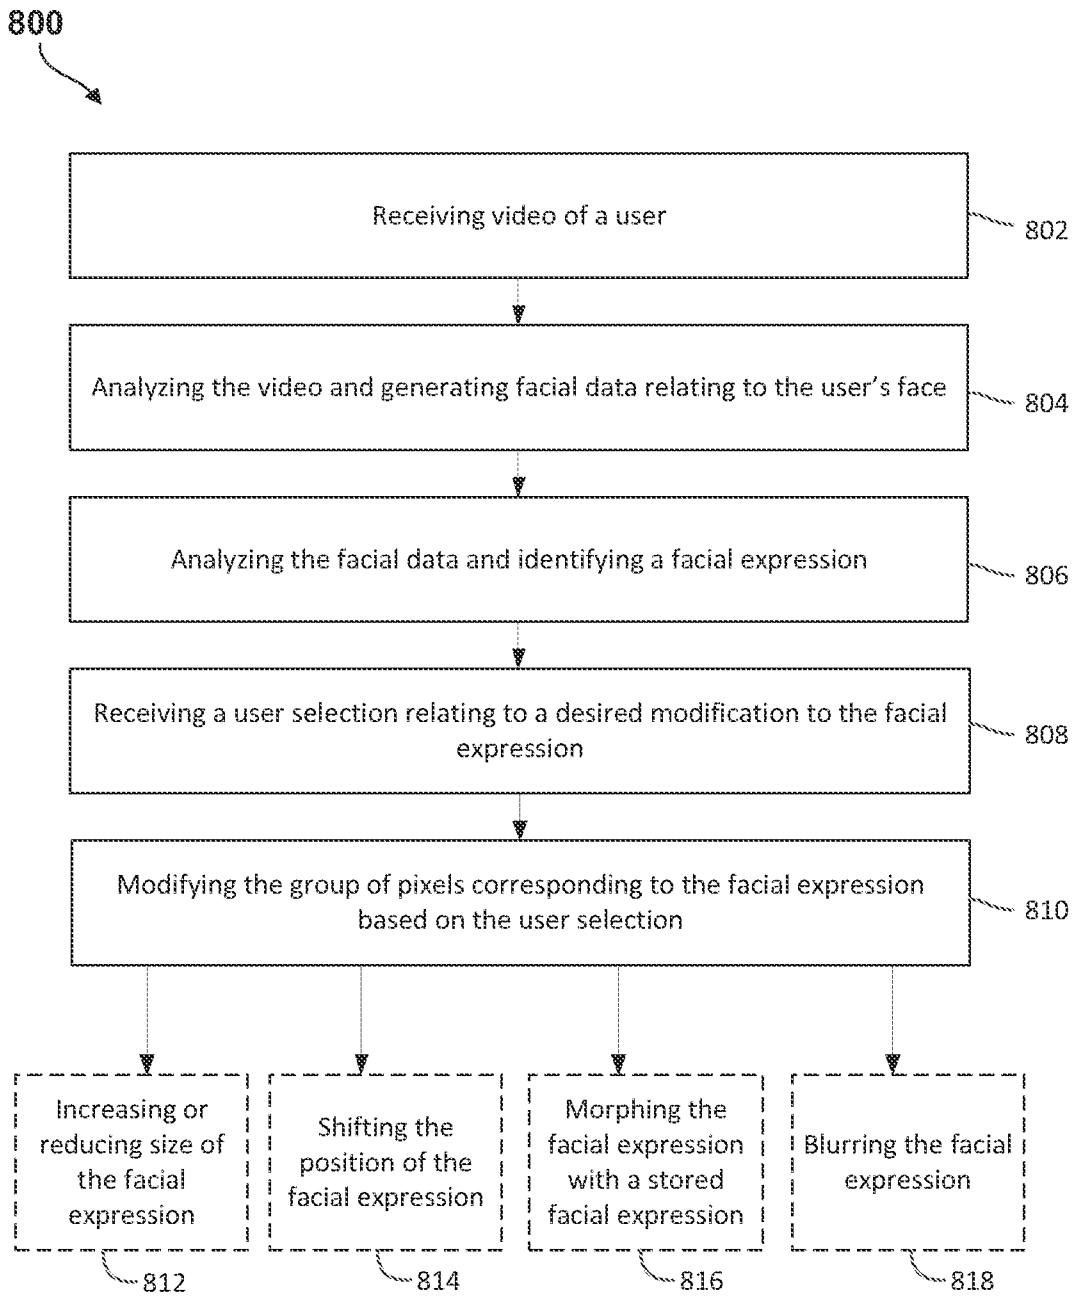 800
Receiving video of a user
802
Analyzing the video and generating facial data relating to the user's face
804
Analyzing the facial data and identifying a facial expression
806
Receiving a user selection relating to a desired modification to the facial
expression
808
Modifying the group of pixels corresponding to the facial expression
based on the user selection
810
Increasing or
reducing size of
the facial
expression
812
Shifting the
position of the
facial expression
814
Morphing the
facial expression
with a stored
facial expression
816
Blurring the facial
expression
818